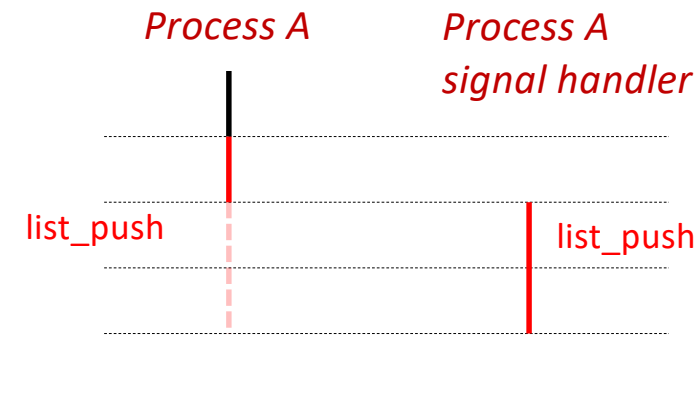 Process A
Process A
signal handler
list_push
list_push